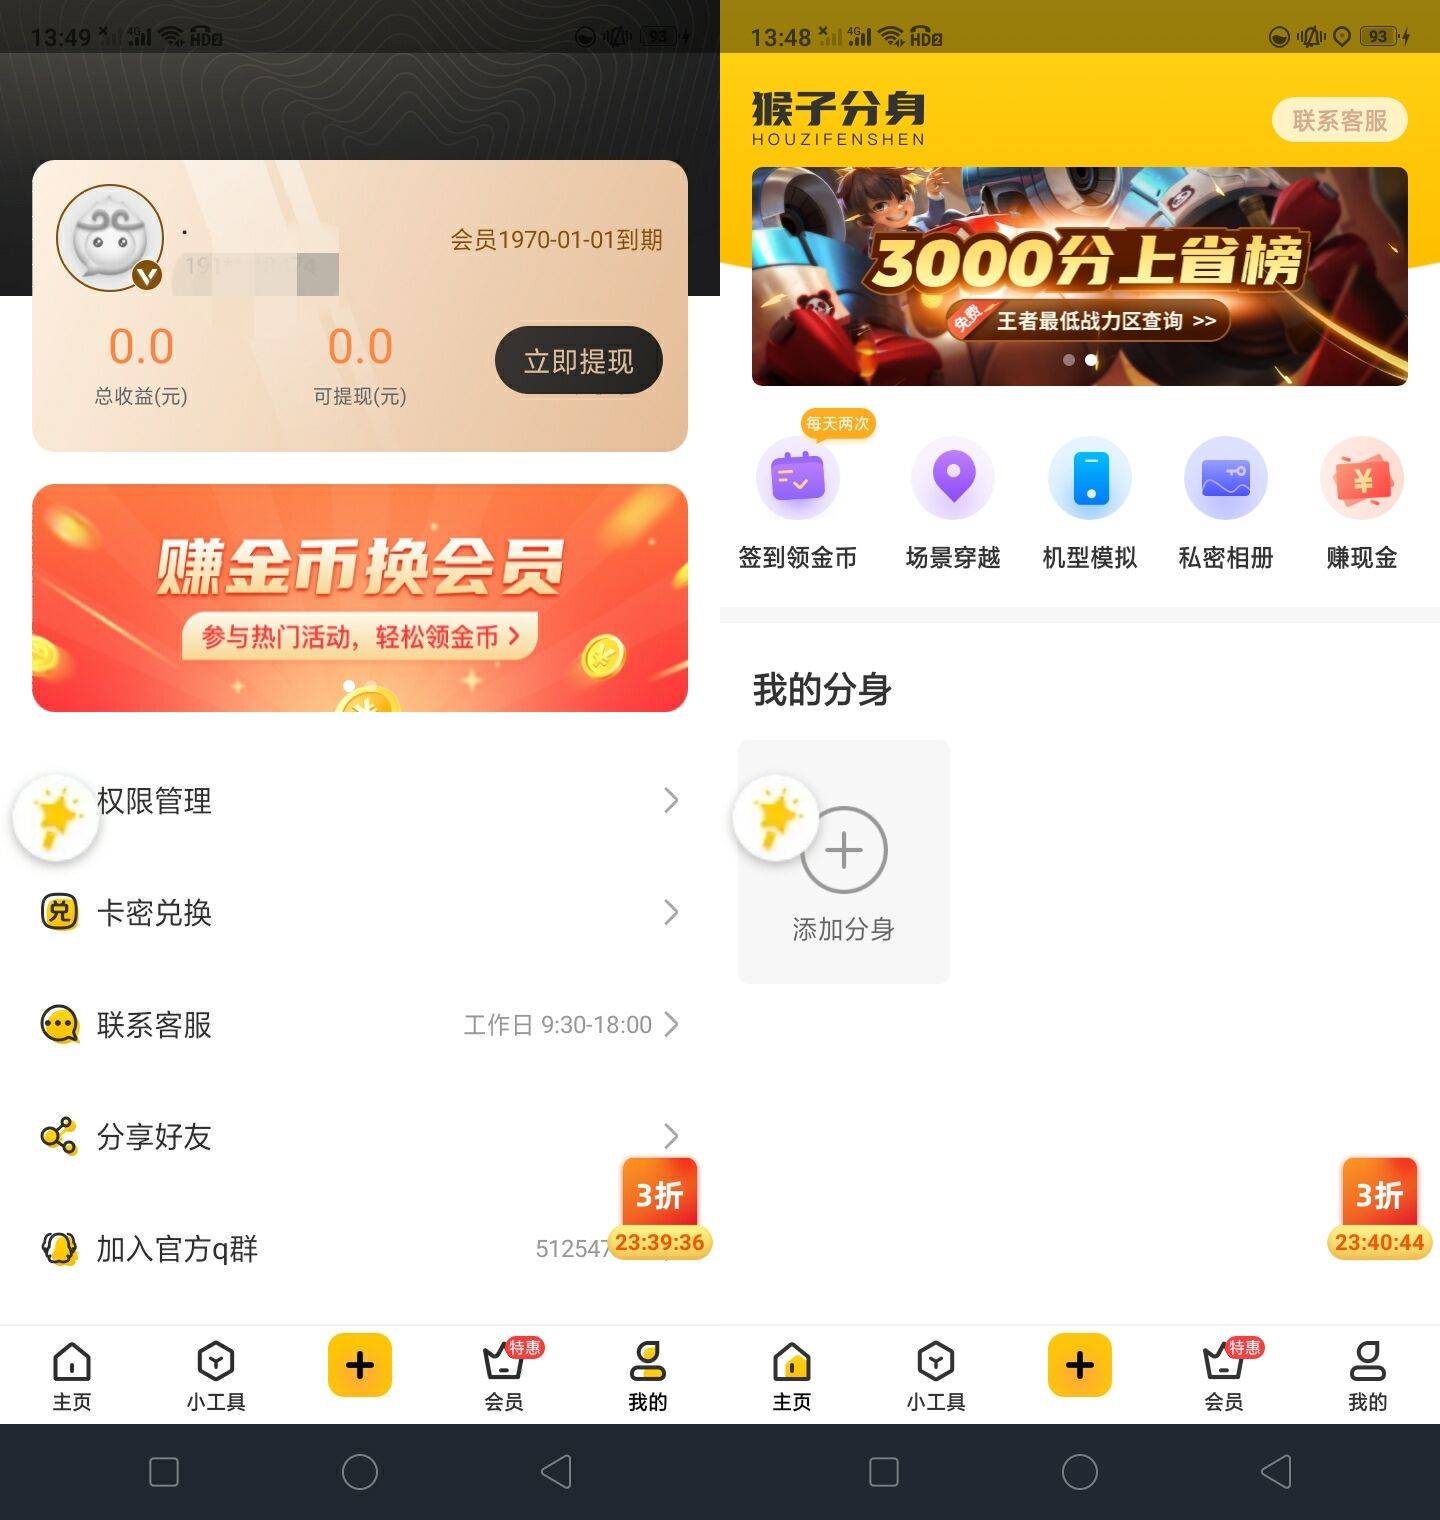 13:49
4G
HD2
93
会员1970-01-01到期
0.0
0.0
总收益(元)
可提现(元)
立即提现
赚金币换会员
参与热门活动，轻松领金币 >
权限管理
兑 卡密兑换
联系客服
工作日 9:30-18:00
分享好友
3折
加入官方q群
512547
23:39:36
特惠
主页
小工具
会员
我的
13:48
4G
HD2
93
猴子分身
HOUZIFENSHEN
联系客服
3000分上省榜
免费
王者最低战力区查询 >>
每天两次
签到领金币
场景穿越
机型模拟
私密相册
赚现金
我的分身
添加分身
3折
23:40:44
特惠
主页
小工具
会员
我的